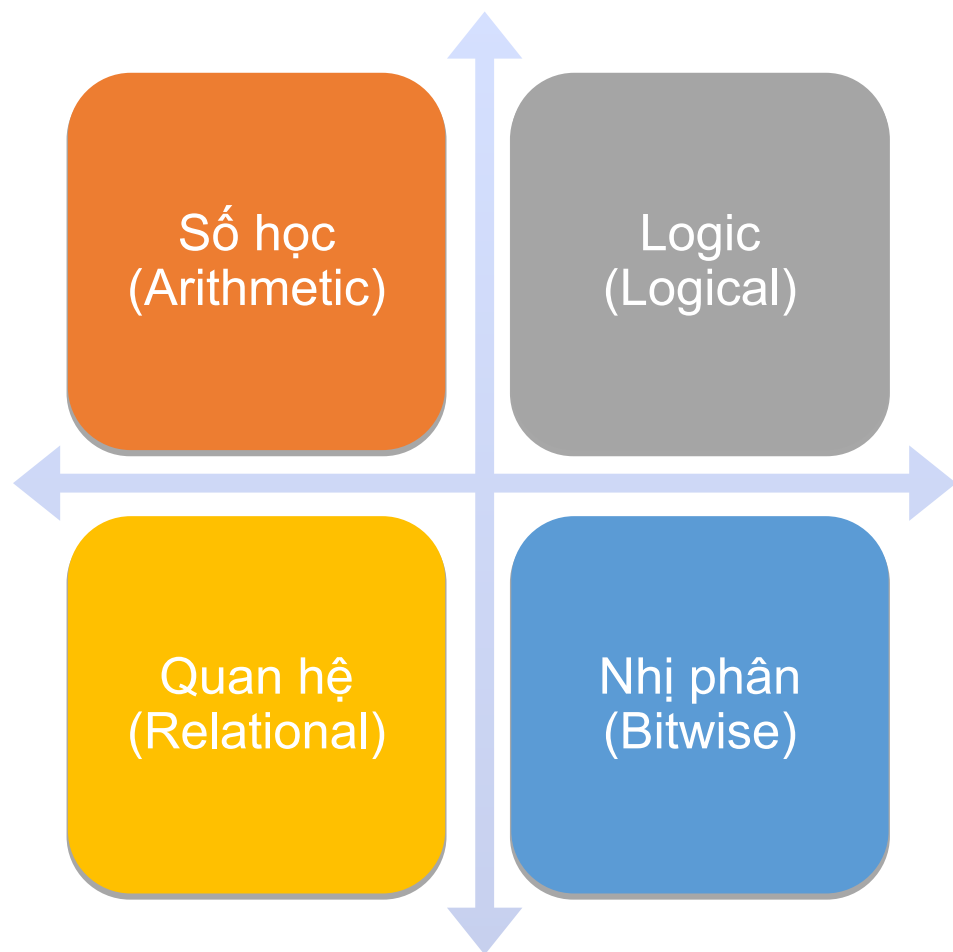 Số học
(Arithmetic)
Logic
(Logical)
Quan hệ
(Relational)
Nhị phân
(Bitwise)